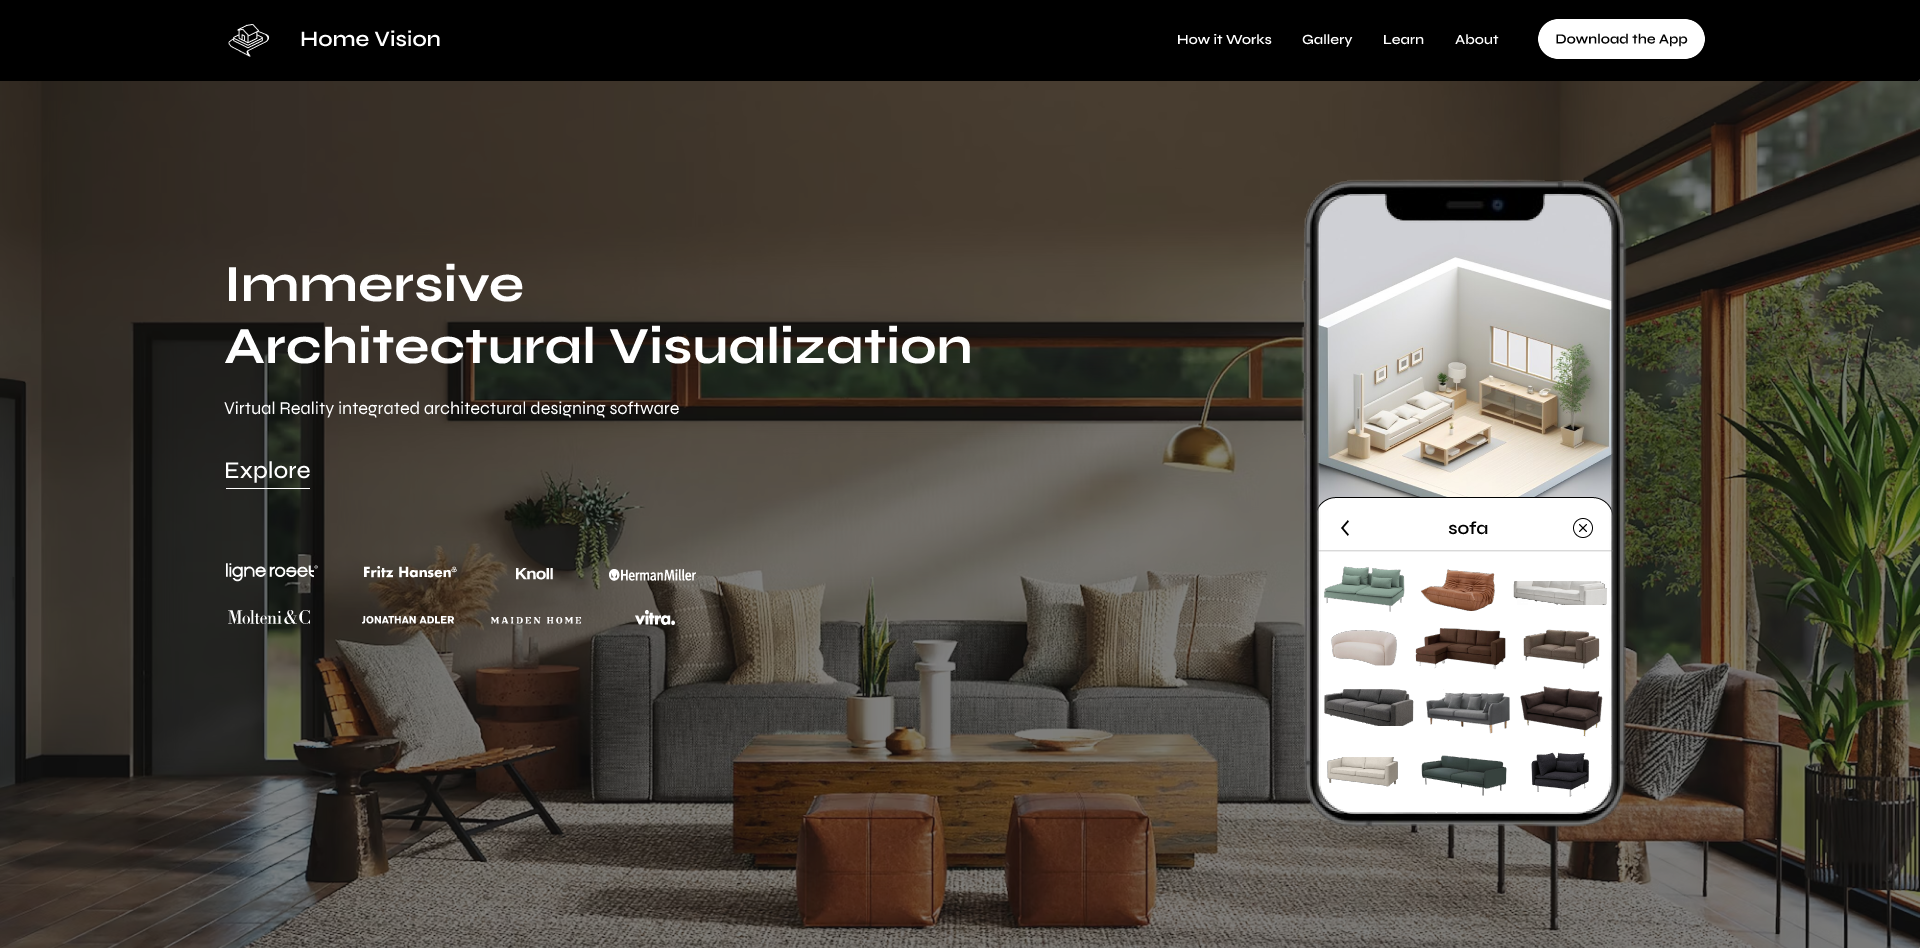 Home Vision
How it Works
Gallery
Learn
About
Download the App
Immersive
Architectural Visualization
Virtual Reality integrated architectural designing software
Explore
ligne roset®
Fritz Hansen®
Knoll
HermanMiller
Molteni&C
JONATHAN ADLER
MAIDEN HOME
vitra.
sofa